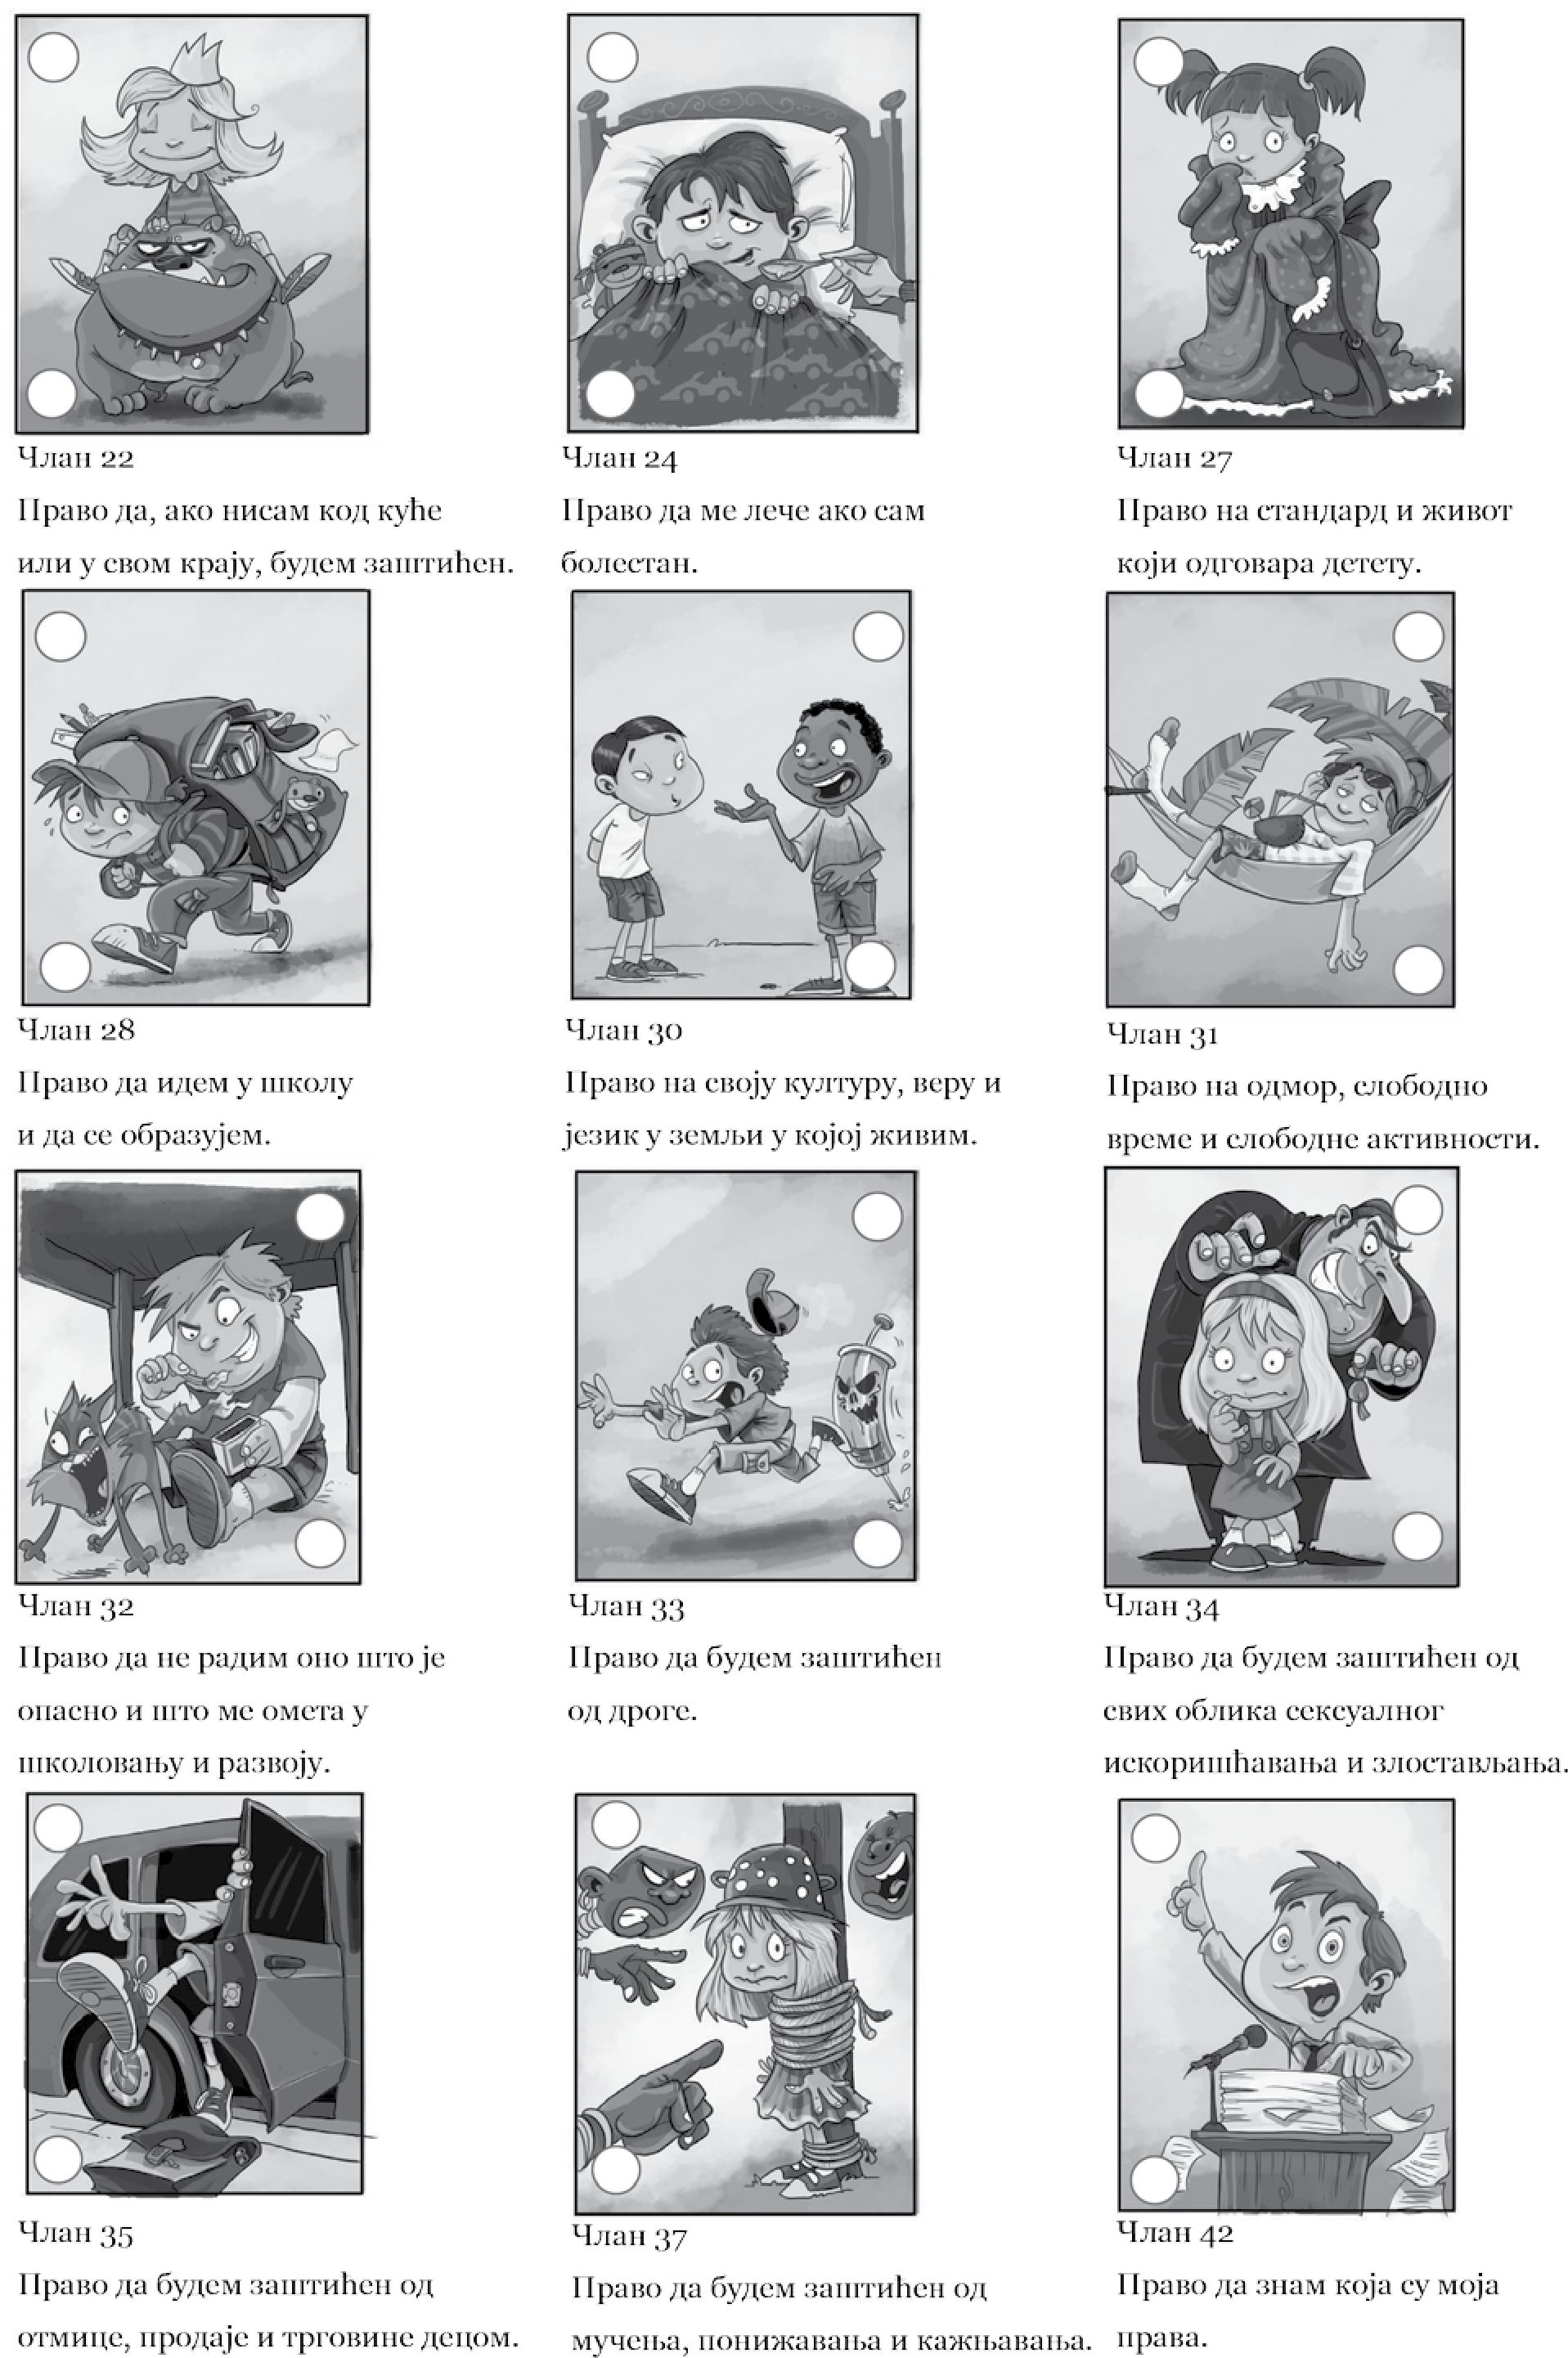 Члан 22
Право да, ако нисам код куће
или у свом крају, будем заштићен.
Члан 24
Право да ме лече ако сам
болестан.
Члан 27
Право на стандард и живот
који одговара детету.
Члан 28
Право да идем у школу
и да се образујем.
Члан 30
Право на своју културу, веру и
језик у земљи у којој живим.
Члан 31
Право на одмор, слободно
време и слободне активности.
Члан 32
Право да не радим оно што је
опасно и што ме омета у
школовању и развоју.
Члан 33
Право да будем заштићен
од дроге.
Члан 34
Право да будем заштићен од
свих облика сексуалног
искоришћавања и злостављања.
Члан 35
Право да будем заштићен од
отмице, продаје и трговине децом.
Члан 37
Право да будем заштићен од
мучења, понижавања и кажњавања.
Члан 42
Право да знам која су моја
права.